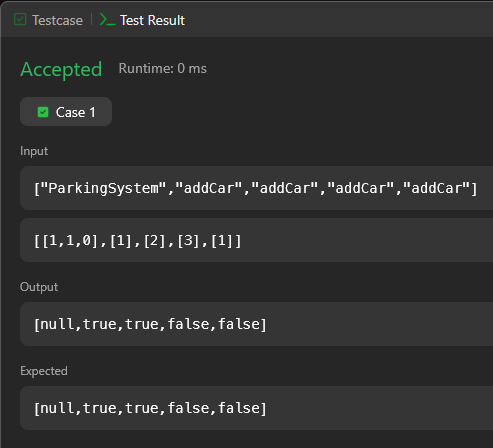 Testcase | Test Result
Accepted Runtime: 0 ms
Case 1
Input
["ParkingSystem","addCar","addCar","addCar","addCar"]
[[1,1,0],[1],[2],[3],[1]]
Output
[null,true,true,false,false]
Expected
[null,true,true,false,false]